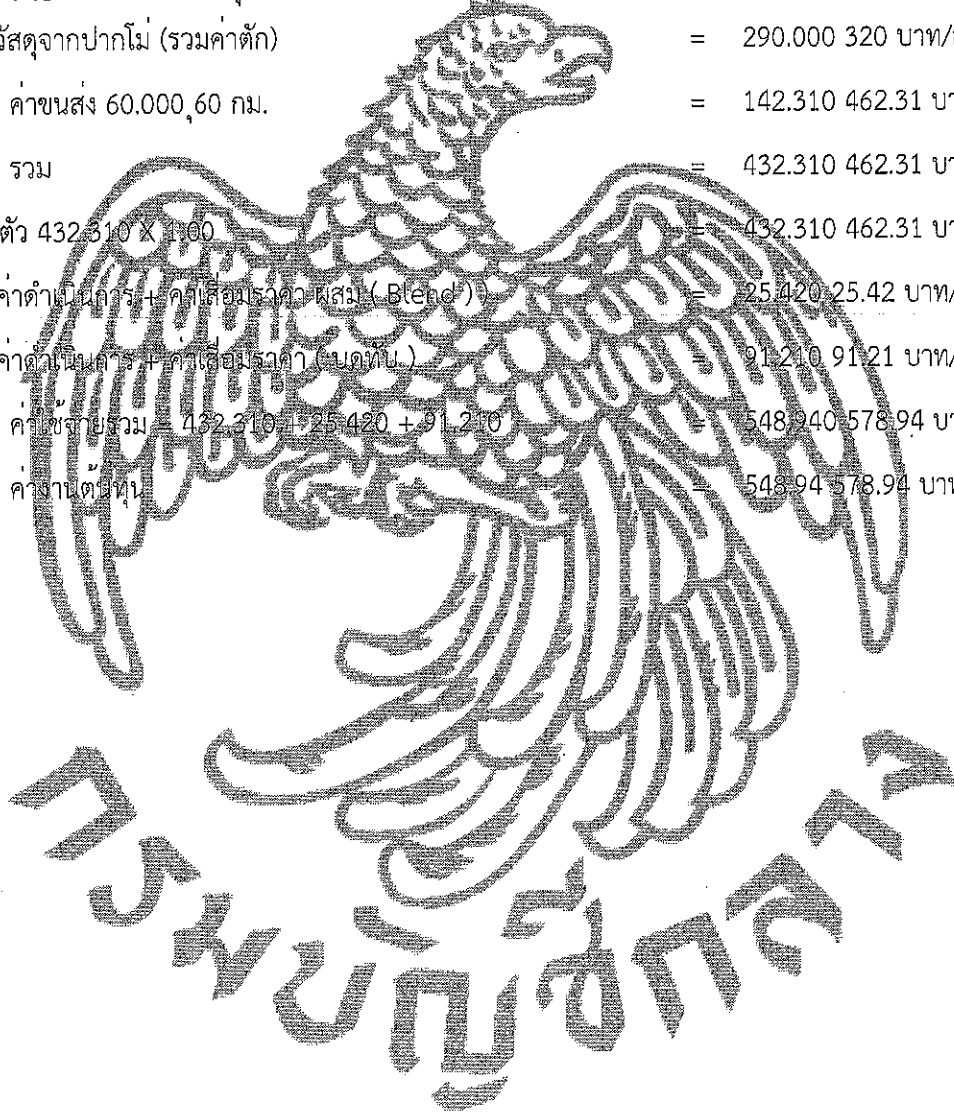 วัสดุจากปากโม่ (รวมค่าตัก) = 290.000 320 บาท/
ค่าขนส่ง 60.000,60 กม. = 142.310 462.31 บา
รวม = 432.310 462.31 บา
ตัว 432.310 X 1.00 = 432.310 462.31 บา
ค่าดำเนินการ + ค่าเสื่อมราคา ผสม ( Blend )) = 25.420 25.42 บาท/
ค่าดำเนินการ + ค่าเสื่อมราคา ( บดทับ ) = 91.210 91.21 บาท/
ค่าใช้จ่ายรวม = 432.310 + 25.420 + 91.210 = 548.940 578.94 บา
ค่างานต้นทุน = 548.94 578.94 บาท
กรมบัญชีกลาง